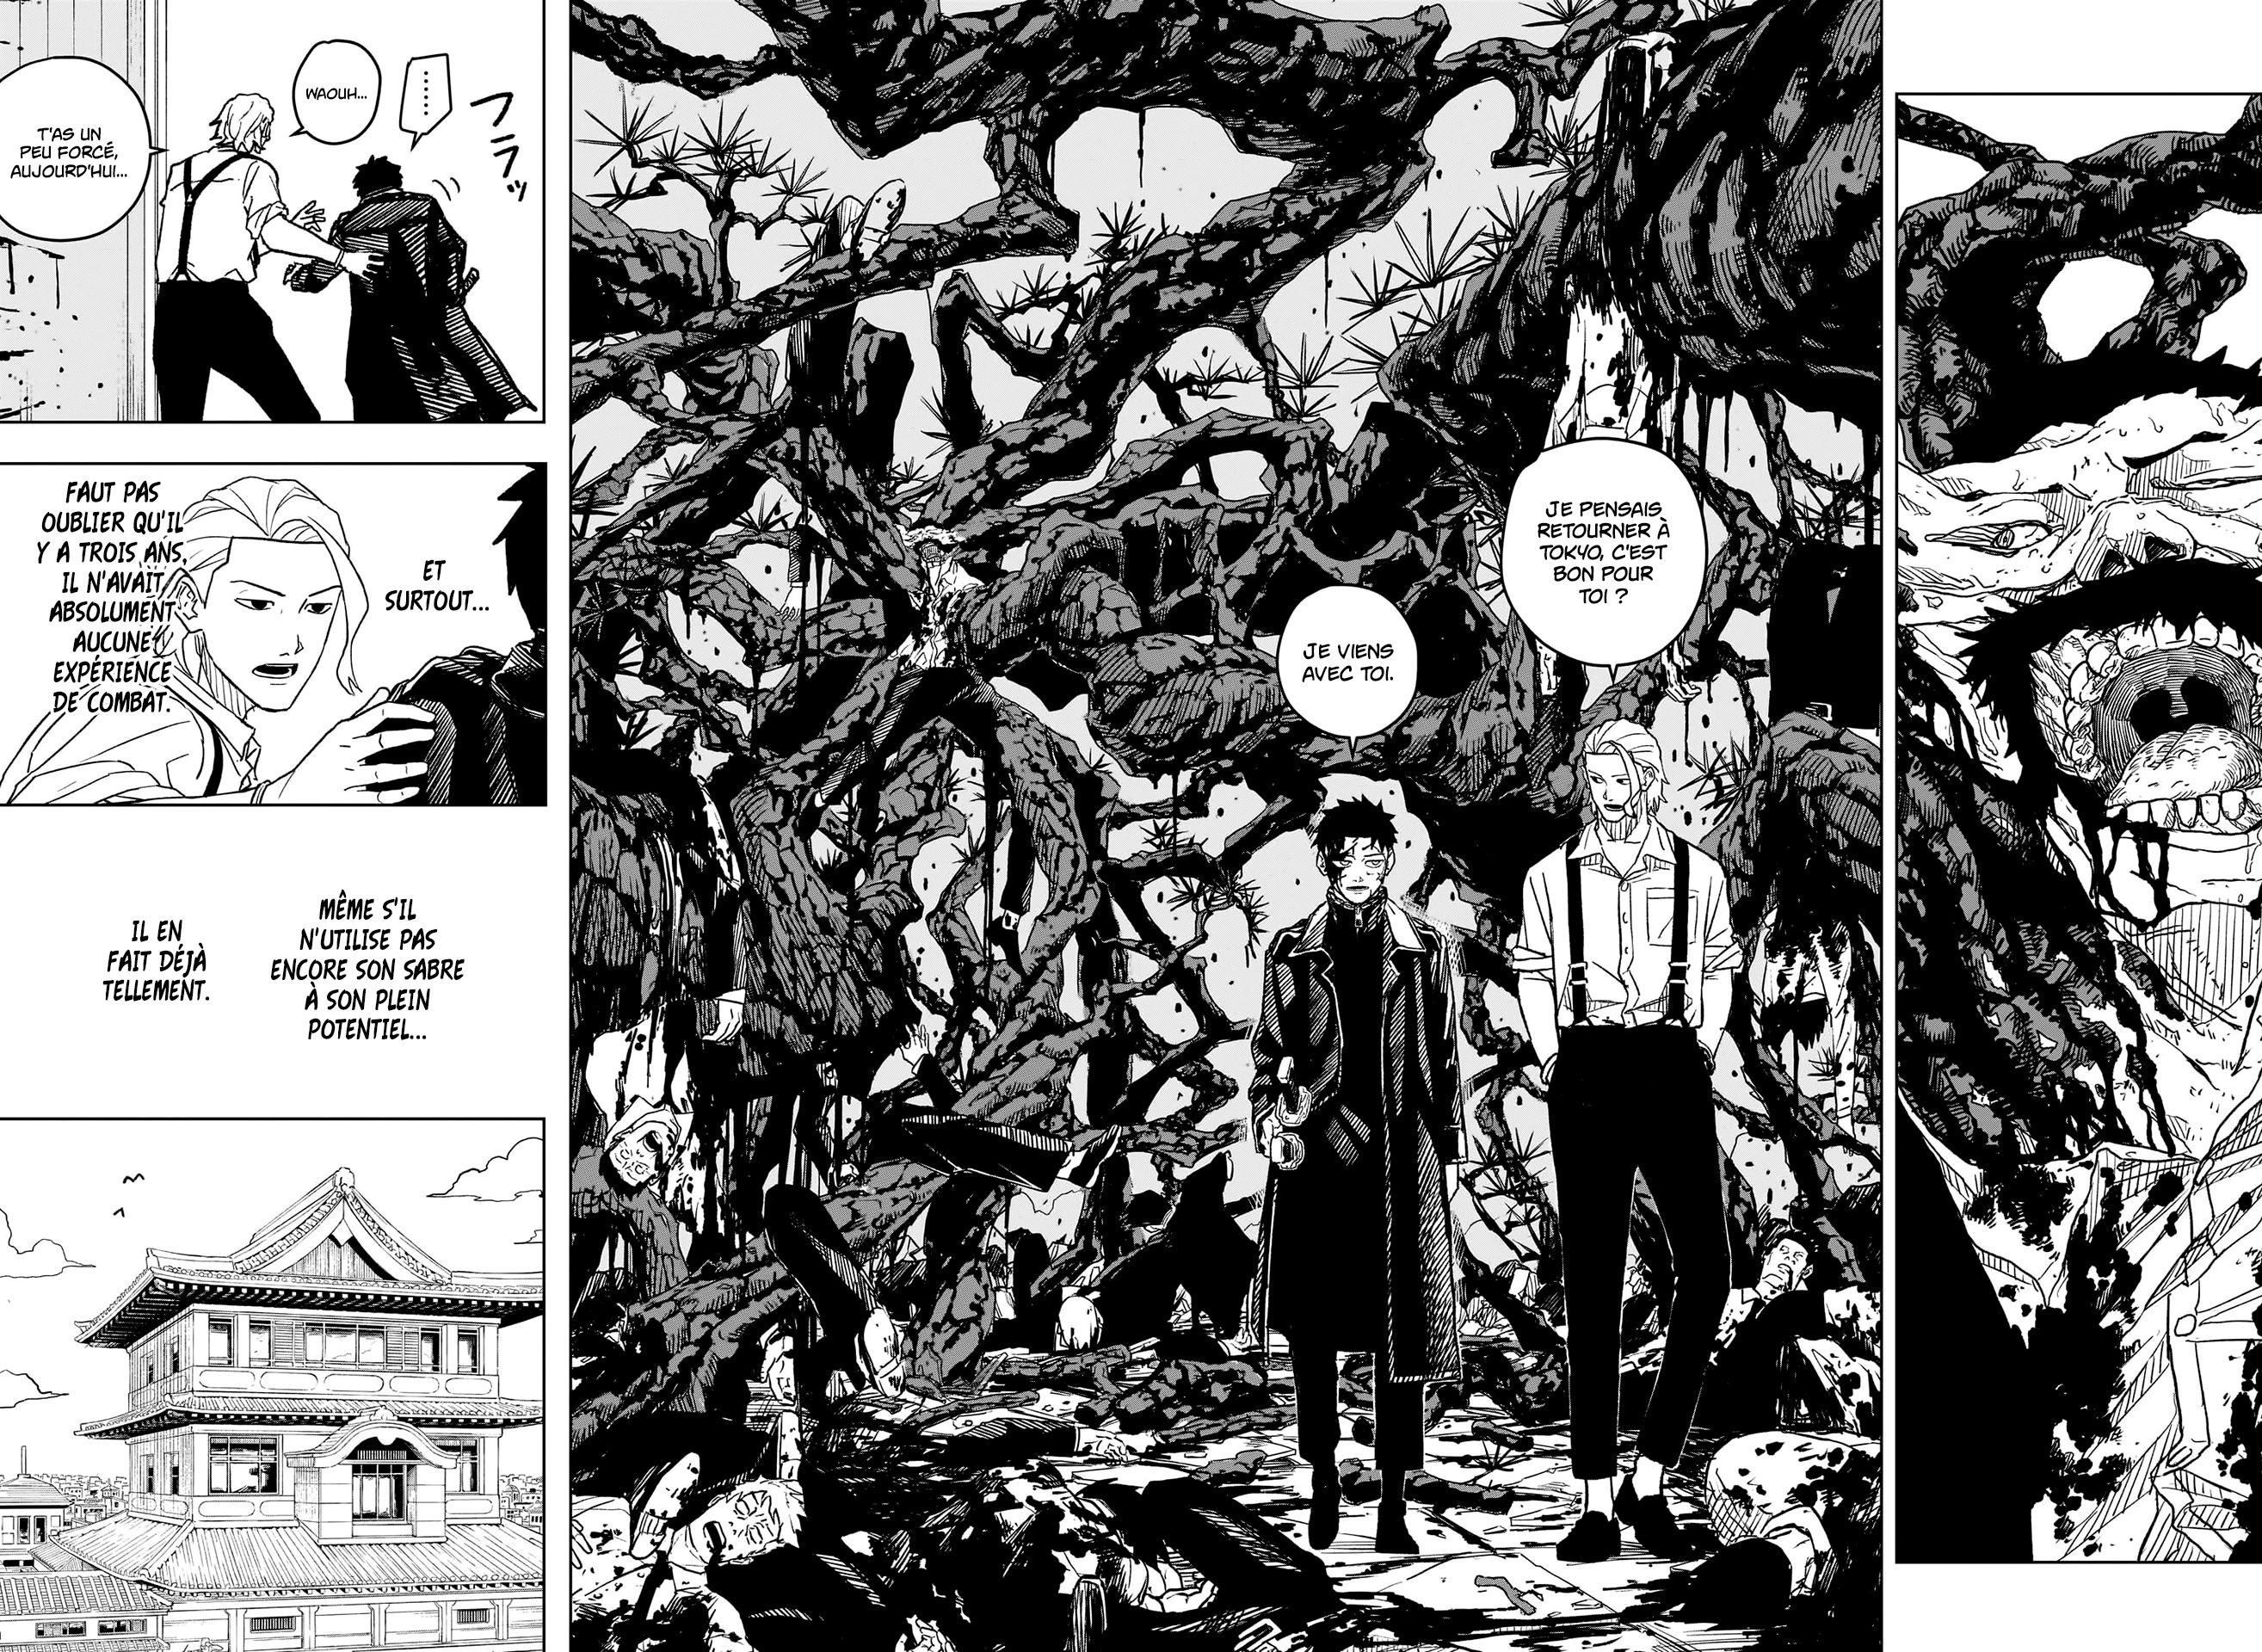 JE PENSAIS
RETOURNER À
TOKYO, C'EST
BON POUR
TOI ?
JE VIENS
AVEC TOI.
フラッ
........
WAOUH...
T'AS UN
PEU FORCÉ,
AUJOURD'HUI...
ET
SURTOUT...
FAUT PAS
OUBLIER QU'IL
Y A TROIS ANS,
IL N'AVAIT
ABSOLUMENT
AUCUNE
EXPÉRIENCE
DE COMBAT.
MÊME S'IL
N'UTILISE PAS
ENCORE SON SABRE
À SON PLEIN
POTENTIEL...
IL EN
FAIT DÉJÀ
TELLEMENT.